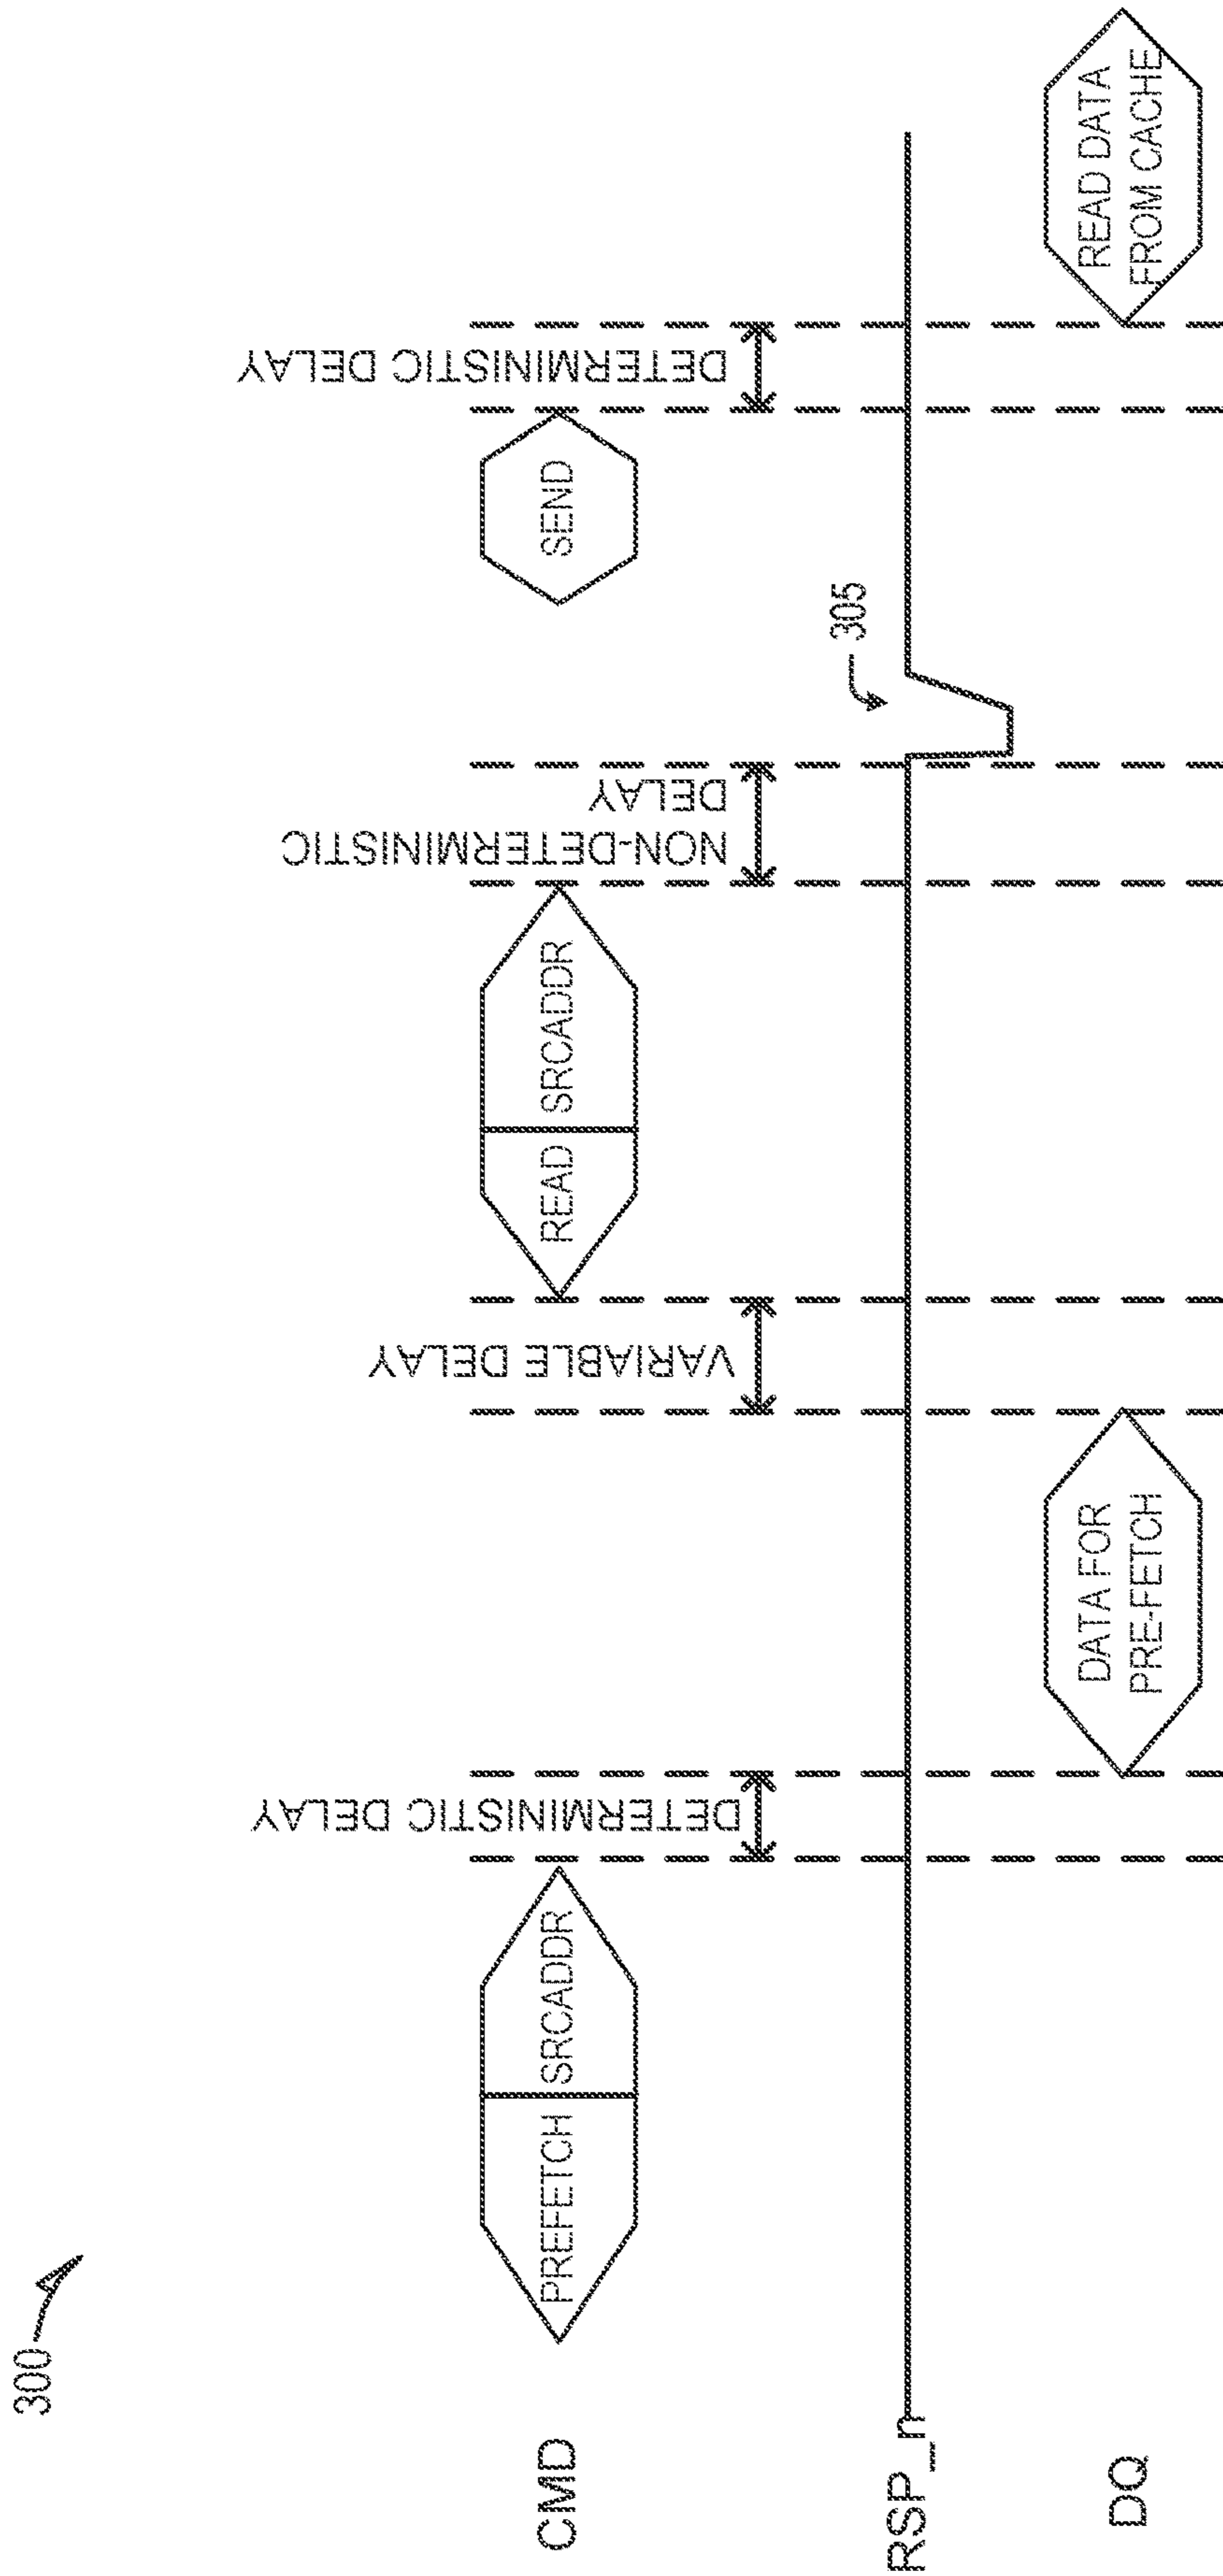 300
CMD
PREFETCH
SRCADDR
DETERMINISTIC DELAY
VARIABLE DELAY
READ
SRCADDR
NON-DETERMINISTIC
DELAY
SEND
DETERMINISTIC DELAY
RSP_n
305
DQ
DATA FOR
PRE-FETCH
READ DATA
FROM CACHE